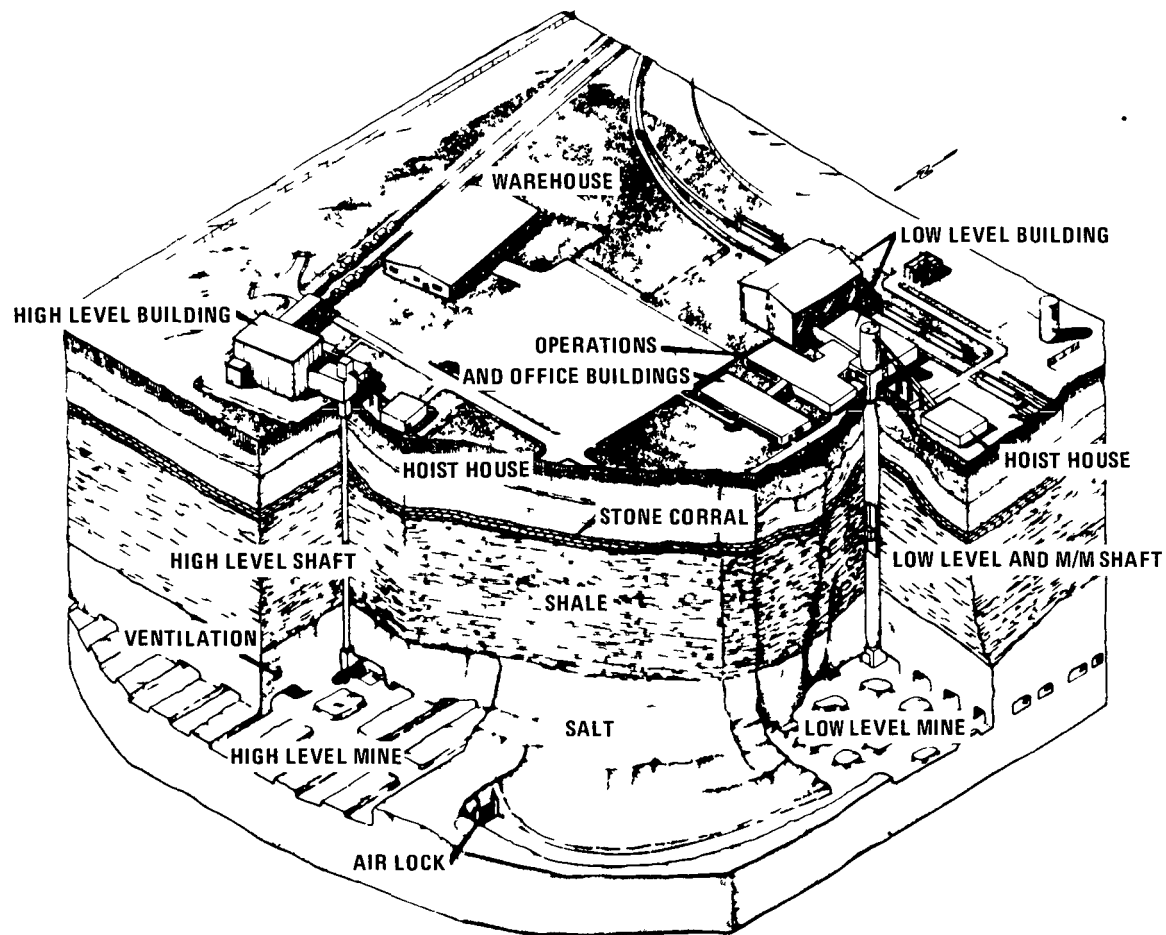 WAREHOUSE
LOW LEVEL BUILDING
HIGH LEVEL BUILDING
OPERATIONS
AND OFFICE BUILDINGS
HOIST HOUSE
HOIST HOUSE
STONE CORRAL
HIGH LEVEL SHAFT
LOW LEVEL AND M/M SHAFT
SHALE
VENTILATION
SALT
LOW LEVEL MINE
HIGH LEVEL MINE
AIR LOCK